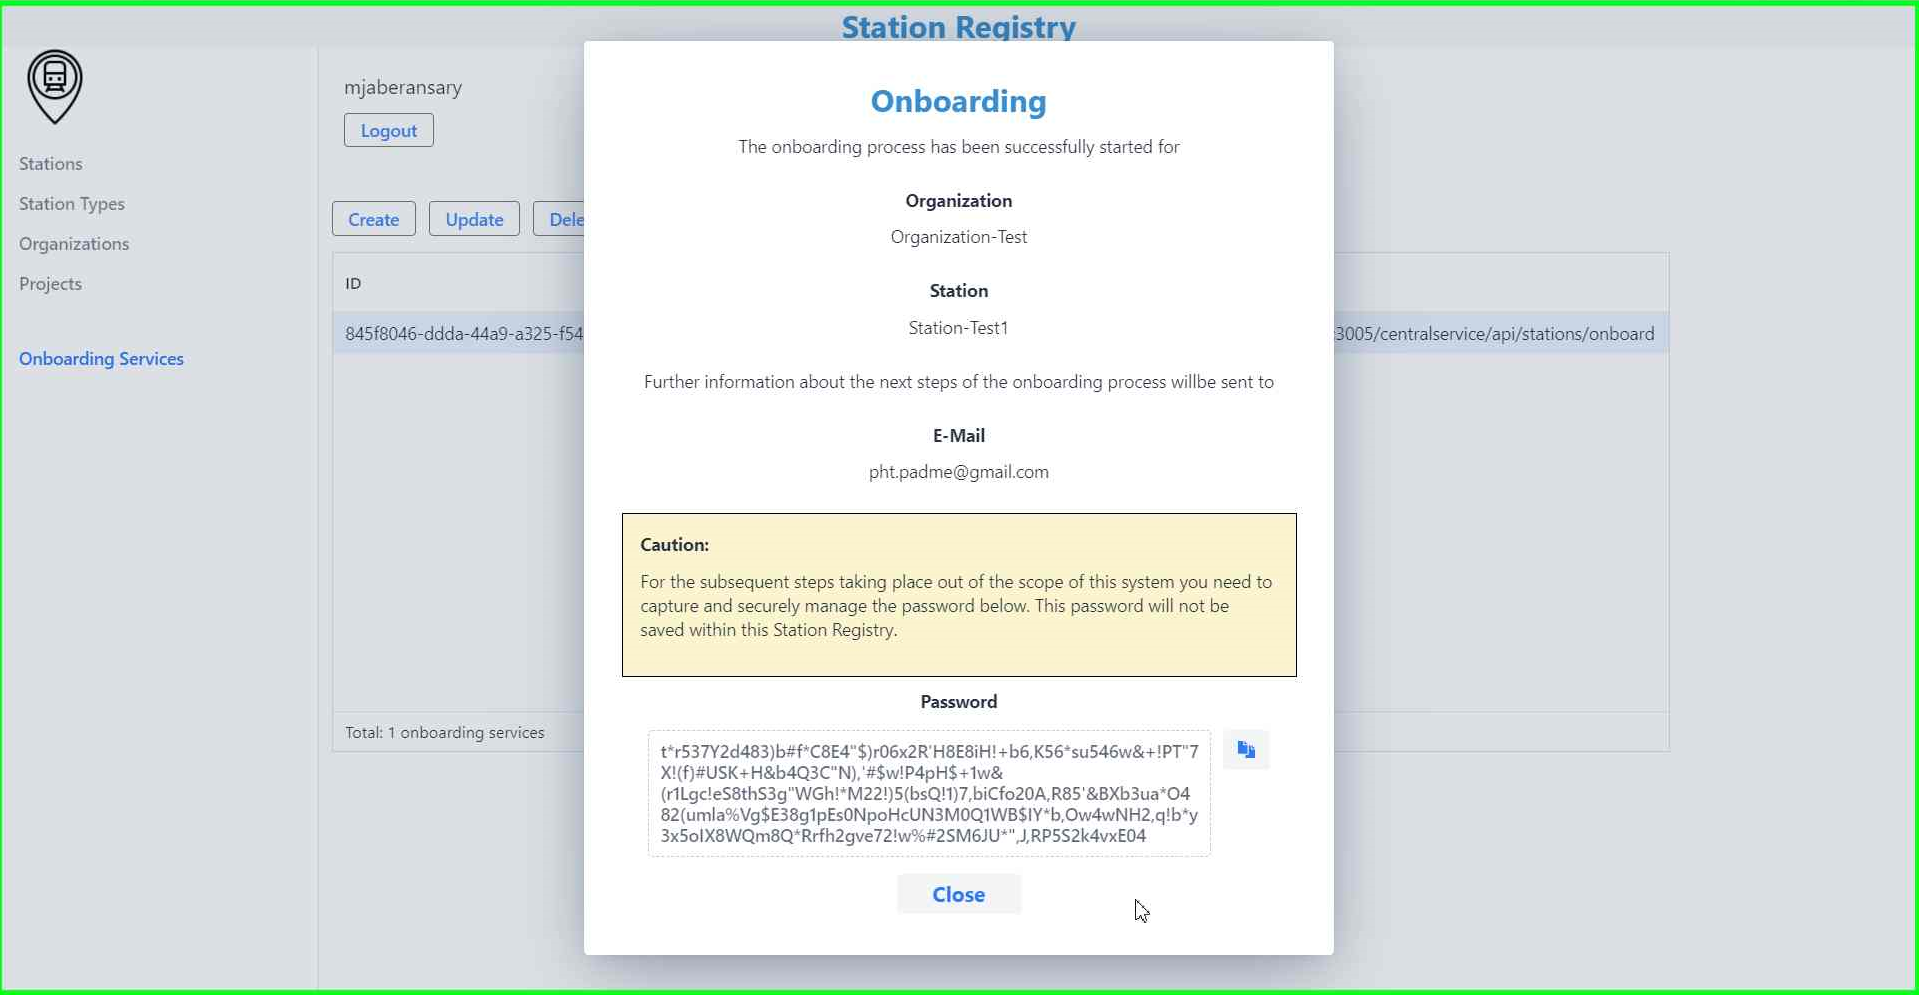 Station Registry
mjaberansary
Logout
Stations
Station Types
Organizations
Projects
Onboarding Services
Create
Update
Dele
ID
845f8046-ddda-44a9-a325-f54
3005/centralservice/api/stations/onboard
Total: 1 onboarding services
Onboarding
The onboarding process has been successfully started for
Organization
Organization-Test
Station
Station-Test1
Further information about the next steps of the onboarding process willbe sent to
E-Mail
pht.padme@gmail.com
Caution:
For the subsequent steps taking place out of the scope of this system you need to
capture and securely manage the password below. This password will not be
saved within this Station Registry.
Password
t*r537Y2d483)b#f*C8E4"$)r06x2R'H8E8iH!+b6,K56*su546w&+!PT"7
X!(f)#USK+H&b4Q3C"N),'#$w!P4pH$+1w&
(r1Lgc!eS8thS3g"WGh!*M22!)5(bsQ!1)7,biCfo20A,R85'&BXb3ua*O4
82(umla%Vg$E38g1pEs0NpoHcUN3M0Q1WB$IY*b,Ow4wNH2,q!b*y
3x5oIX8WQm8Q*Rrfh2gve72!w%#2SM6JU*",J,RP5S2k4vxE04
Close